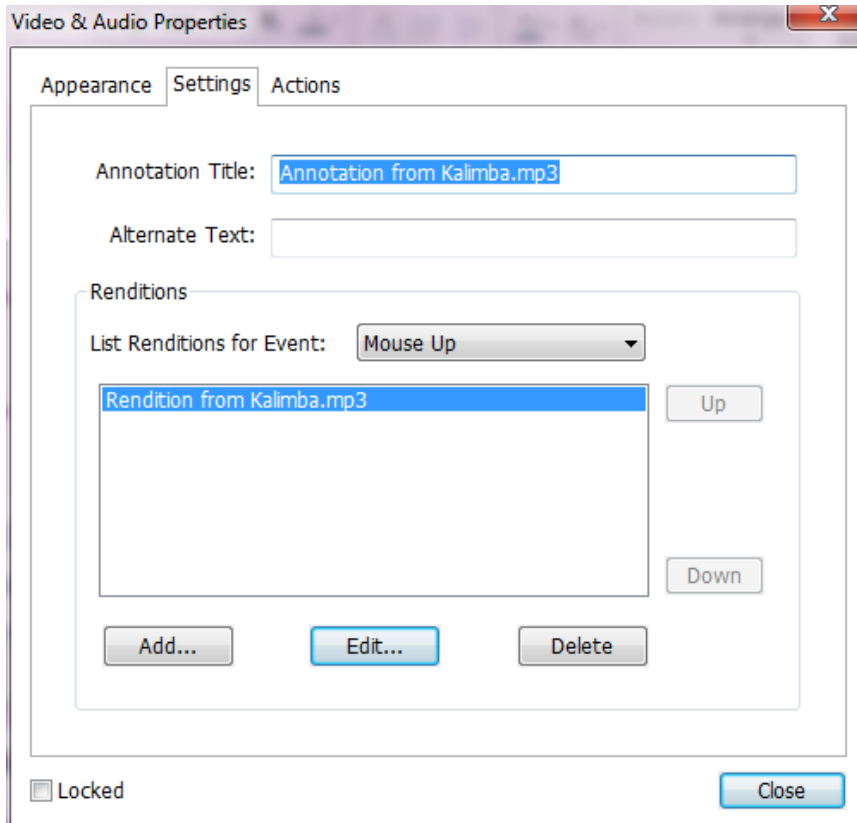 Video & Audio Properties
Appearance Settings Actions
Annotation Title: Annotation from Kalimba.mp3
Alternate Text:
Renditions
List Renditions for Event: Mouse Up
Rendition from Kalimba.mp3
Up
Down
Add... Edit... Delete
Locked Close